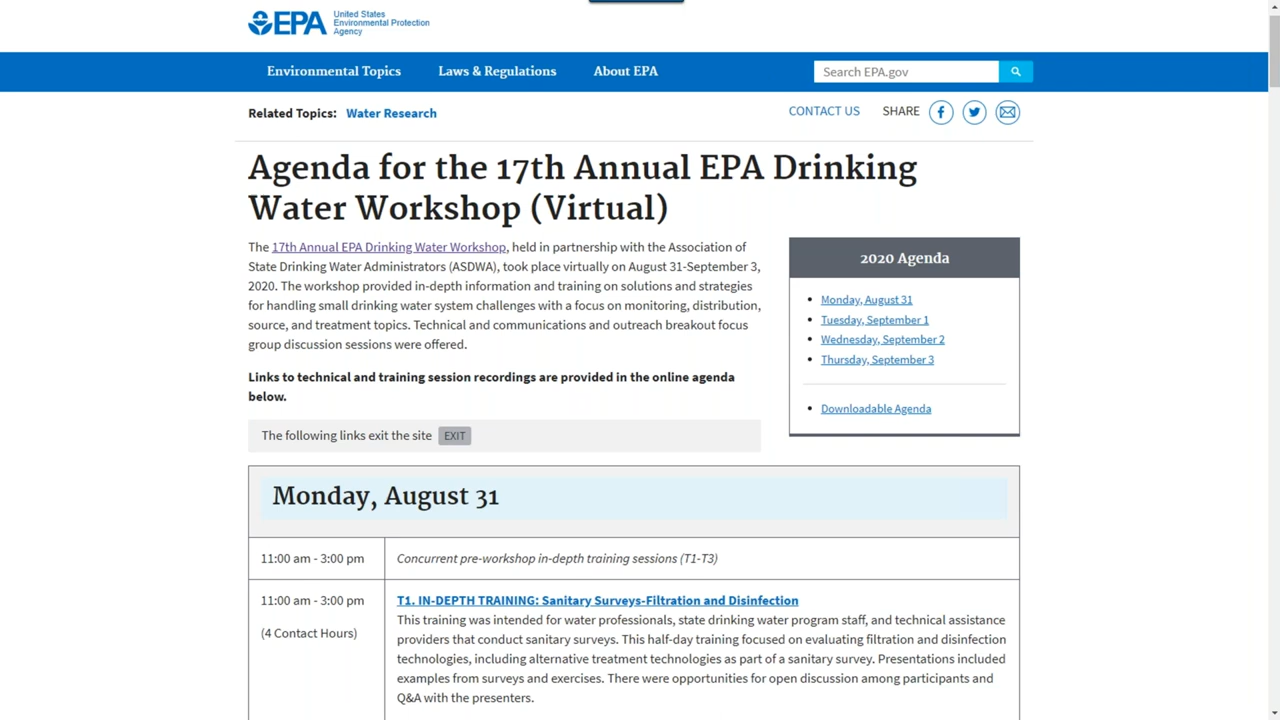 EPA
United States
Environmental Protection
Agency
Environmental Topics
Laws & Regulations
About EPA
Search EPA.gov
Related Topics: Water Research
CONTACT US
SHARE
Agenda for the 17th Annual EPA Drinking
Water Workshop (Virtual)
The 17th Annual EPA Drinking Water Workshop, held in partnership with the Association of
State Drinking Water Administrators (ASDWA), took place virtually on August 31-September 3,
2020. The workshop provided in-depth information and training on solutions and strategies
for handling small drinking water system challenges with a focus on monitoring, distribution,
source, and treatment topics. Technical and communications and outreach breakout focus
group discussion sessions were offered.
Links to technical and training session recordings are provided in the online agenda
below.
The following links exit the site EXIT
2020 Agenda
Monday, August 31
Tuesday, September 1
Wednesday, September 2
Thursday, September 3
Downloadable Agenda
Monday, August 31
11:00 am - 3:00 pm
Concurrent pre-workshop in-depth training sessions (T1-T3)
11:00 am - 3:00 pm
(4 Contact Hours)
T1. IN-DEPTH TRAINING: Sanitary Surveys-Filtration and Disinfection
This training was intended for water professionals, state drinking water program staff, and technical assistance
providers that conduct sanitary surveys. This half-day training focused on evaluating filtration and disinfection
technologies, including alternative treatment technologies as part of a sanitary survey. Presentations included
examples from surveys and exercises. There were opportunities for open discussion among participants and
Q&A with the presenters.